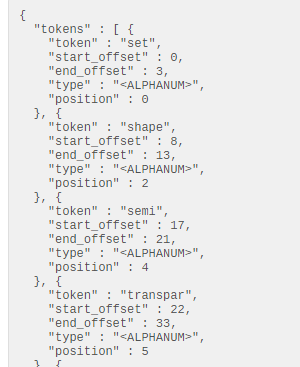 {
"tokens" : [ {
"token" : "set",
"start_offset" : 0,
"end_offset" : 3,
"type" : "<ALPHANUM>",
"position" : 0
}, {
"token" : "shape",
"start_offset" : 8,
"end_offset" : 13,
"type" : "<ALPHANUM>",
"position" : 2
}, {
"token" : "semi",
"start_offset" : 17,
"end_offset" : 21,
"type" : "<ALPHANUM>",
"position" : 4
}, {
"token" : "transpar",
"start_offset" : 22,
"end_offset" : 33,
"type" : "<ALPHANUM>",
"position" : 5
}, {